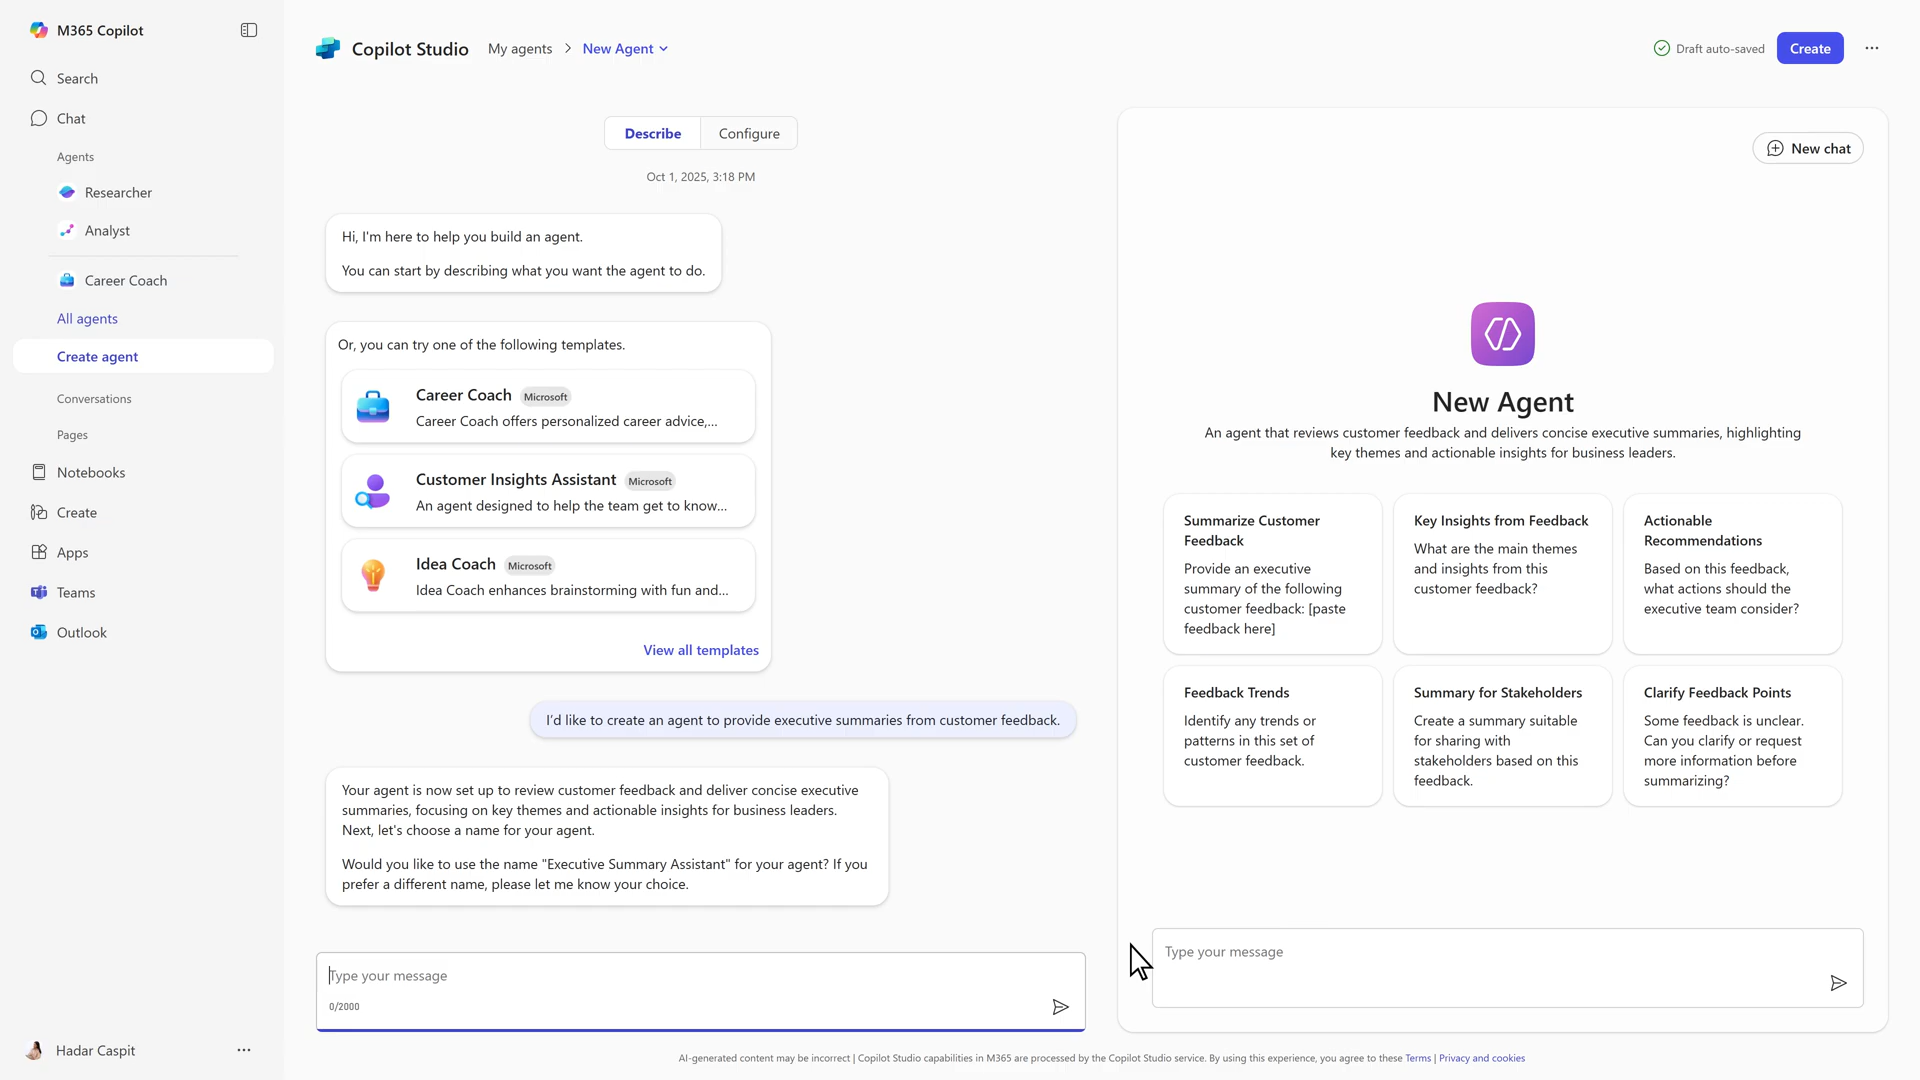 M365 Copilot
Search
Chat
Agents
Researcher
Analyst
Career Coach
All agents
Create agent
Conversations
Pages
Notebooks
Create
Apps
Teams
Outlook
Hadar Caspit
Copilot Studio
My agents
New Agent
Draft auto-saved
Create
Describe
Configure
Oct 1, 2025, 3:18 PM
Hi, I'm here to help you build an agent.
You can start by describing what you want the agent to do.
Or, you can try one of the following templates.
Career Coach Microsoft
Career Coach offers personalized career advice,...
Customer Insights Assistant Microsoft
An agent designed to help the team get to know...
Idea Coach Microsoft
Idea Coach enhances brainstorming with fun and...
View all templates
I'd like to create an agent to provide executive summaries from customer feedback.
Your agent is now set up to review customer feedback and deliver concise executive
summaries, focusing on key themes and actionable insights for business leaders.
Next, let's choose a name for your agent.
Would you like to use the name "Executive Summary Assistant" for your agent? If you
prefer a different name, please let me know your choice.
Type your message
0/2000
New chat
New Agent
An agent that reviews customer feedback and delivers concise executive summaries, highlighting
key themes and actionable insights for business leaders.
Summarize Customer
Feedback
Provide an executive
summary of the following
customer feedback: [paste
feedback here]
Key Insights from Feedback
What are the main themes
and insights from this
customer feedback?
Actionable
Recommendations
Based on this feedback,
what actions should the
executive team consider?
Feedback Trends
Identify any trends or
patterns in this set of
customer feedback.
Summary for Stakeholders
Create a summary suitable
for sharing with
stakeholders based on this
feedback.
Clarify Feedback Points
Some feedback is unclear.
Can you clarify or request
more information before
summarizing?
Type your message
AI-generated content may be incorrect | Copilot Studio capabilities in M365 are processed by the Copilot Studio service. By using this experience, you agree to these Terms | Privacy and cookies